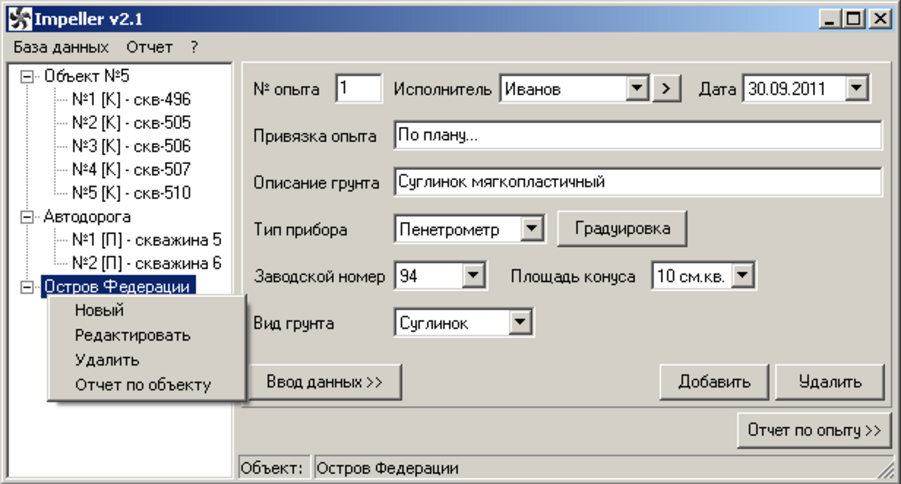 Impeller v2.1
База данных Отчет ?
Объект №5
№1 [К] - скв-496
№2 [К] - скв-505
№3 [К] - скв-506
№4 [К] - скв-507
№5 [К] - скв-510
Автодорога
№1 [П] - скважина 5
№2 [П] - скважина 6
Остров Федерации
Новый
Редактировать
Удалить
Отчет по объекту
№ опыта 1 Исполнитель Иванов > Дата 30.09.2011
Привязка опыта По плану...
Описание грунта Суглинок мягкопластичный
Тип прибора Пенетрометр Градуировка
Заводской номер 94 Площадь конуса 10 см.кв.
Вид грунта Суглинок
Ввод данных >> Добавить Удалить
Отчет по опыту >>
Объект: Остров Федерации